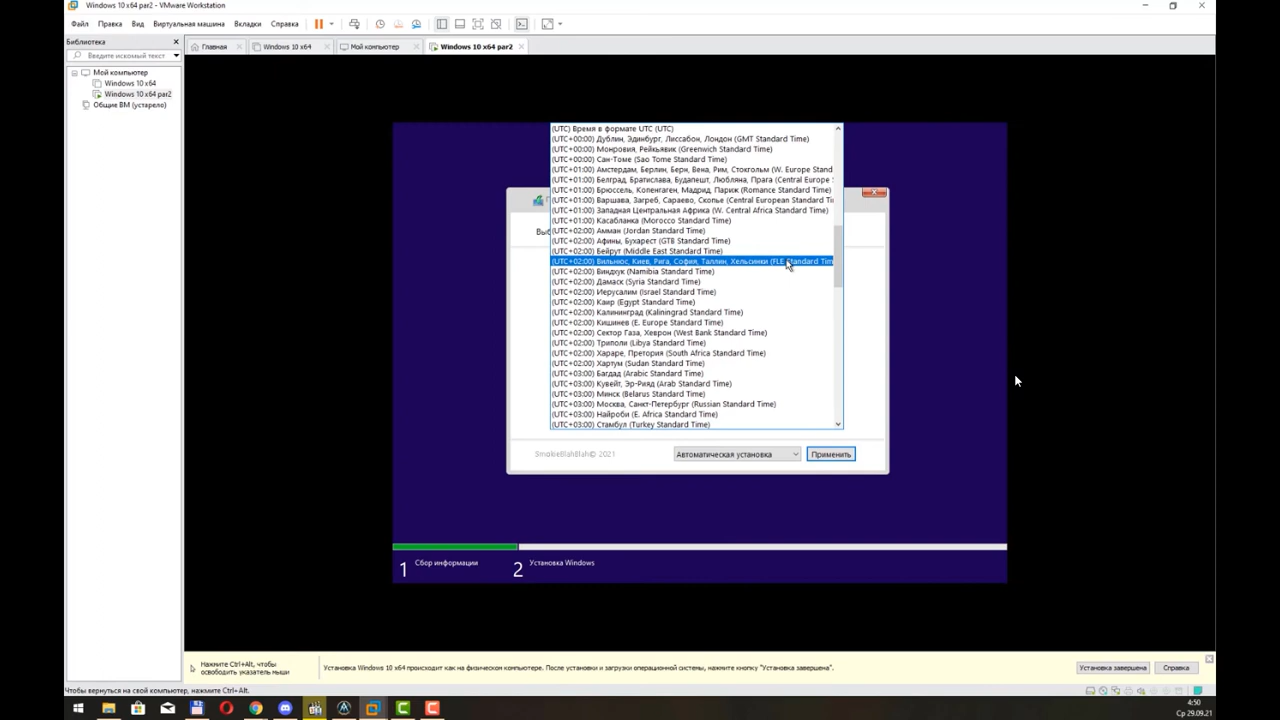 Windows 10 x64 par2 - VMware Workstation
Файл Правка Вид Виртуальная машина Вкладки Справка
Библиотека
Введите искомый текст
Мой компьютер
Windows 10 x64
Windows 10 x64 par2
Общие ВМ (устарело)
Главная Windows 10 x64 Мой компьютер Windows 10 x64 par2
(UTC) Время в формате UTC (UTC)
(UTC+00:00) Дублин, Эдинбург, Лиссабон, Лондон (GMT Standard Time)
(UTC+00:00) Монровия, Рейкьявик (Greenwich Standard Time)
(UTC+00:00) Сан-Томе (Sao Tome Standard Time)
(UTC+01:00) Амстердам, Берлин, Берн, Вена, Рим, Стокгольм (W. Europe Stand
(UTC+01:00) Белград, Братислава, Будапешт, Любляна, Прага (Central Europe
(UTC+01:00) Брюссель, Копенгаген, Мадрид, Париж (Romance Standard Time)
(UTC+01:00) Варшава, Загреб, Сараево, Скопье (Central European Standard Ti
(UTC+01:00) Западная Центральная Африка (W. Central Africa Standard Time)
(UTC+01:00) Касабланка (Morocco Standard Time)
(UTC+02:00) Амман (Jordan Standard Time)
(UTC+02:00) Афины, Бухарест (GTB Standard Time)
(UTC+02:00) Бейрут (Middle East Standard Time)
(UTC+02:00) Вильнюс, Киев, Рига, София, Таллин, Хельсинки (FLE Standard Tim
(UTC+02:00) Виндхук (Namibia Standard Time)
(UTC+02:00) Дамаск (Syria Standard Time)
(UTC+02:00) Иерусалим (Israel Standard Time)
(UTC+02:00) Каир (Egypt Standard Time)
(UTC+02:00) Калининград (Kaliningrad Standard Time)
(UTC+02:00) Кишинев (E. Europe Standard Time)
(UTC+02:00) Сектор Газа, Хеврон (West Bank Standard Time)
(UTC+02:00) Триполи (Libya Standard Time)
(UTC+02:00) Хараре, Претория (South Africa Standard Time)
(UTC+02:00) Хартум (Sudan Standard Time)
(UTC+03:00) Багдад (Arabic Standard Time)
(UTC+03:00) Кувейт, Эр-Рияд (Arab Standard Time)
(UTC+03:00) Минск (Belarus Standard Time)
(UTC+03:00) Москва, Санкт-Петербург (Russian Standard Time)
(UTC+03:00) Найроби (E. Africa Standard Time)
(UTC+03:00) Стамбул (Turkey Standard Time)
Выб
SmokieBlahBlah© 2021
Автоматическая установка
Применить
1 Сбор информации
2 Установка Windows
Нажмите Ctrl+Alt, чтобы
освободить указатель мыши
Установка Windows 10 x64 происходит как на физическом компьютере. После установки и загрузки операционной системы, нажмите кнопку "Установка завершена".
Установка завершена
Справка
Чтобы вернуться на свой компьютер, нажмите Ctrl+Alt.
4:50
Ср 29.09.21